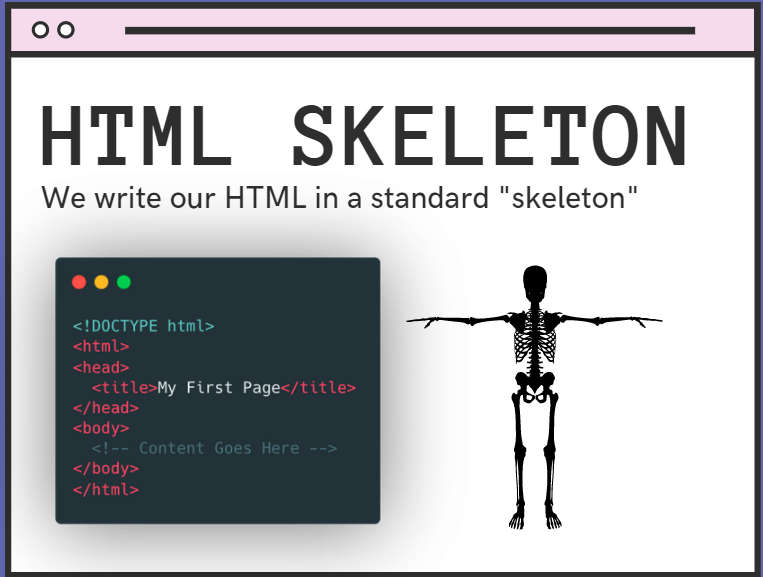 HTML SKELETON
We write our HTML in a standard "skeleton"
<!DOCTYPE html>
<html>
<head>
  <title>My First Page</title>
</head>
<body>
  <!-- Content Goes Here -->
</body>
</html>